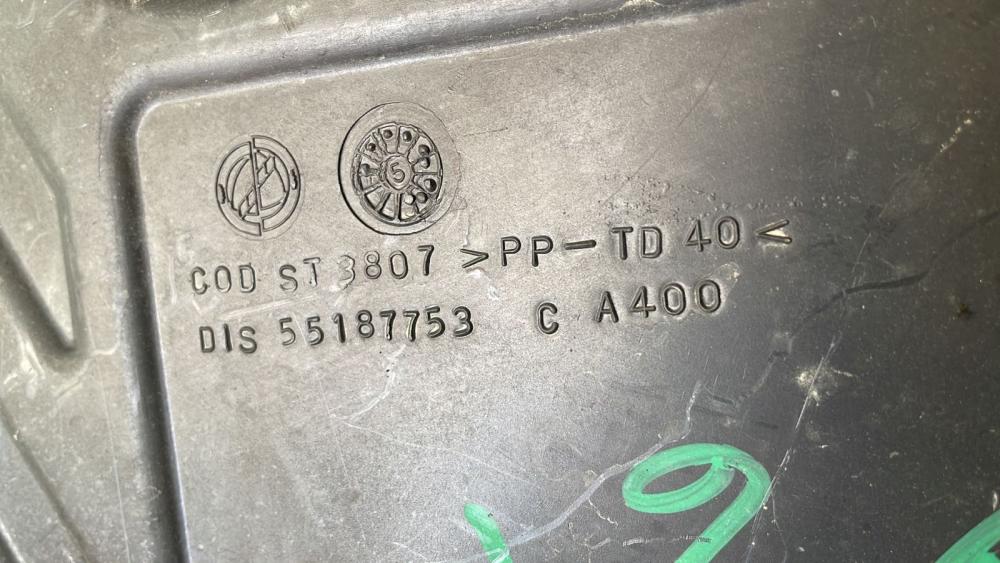 5
COD ST 3807 >PP-TD 40<
DIS 55187753 C A400